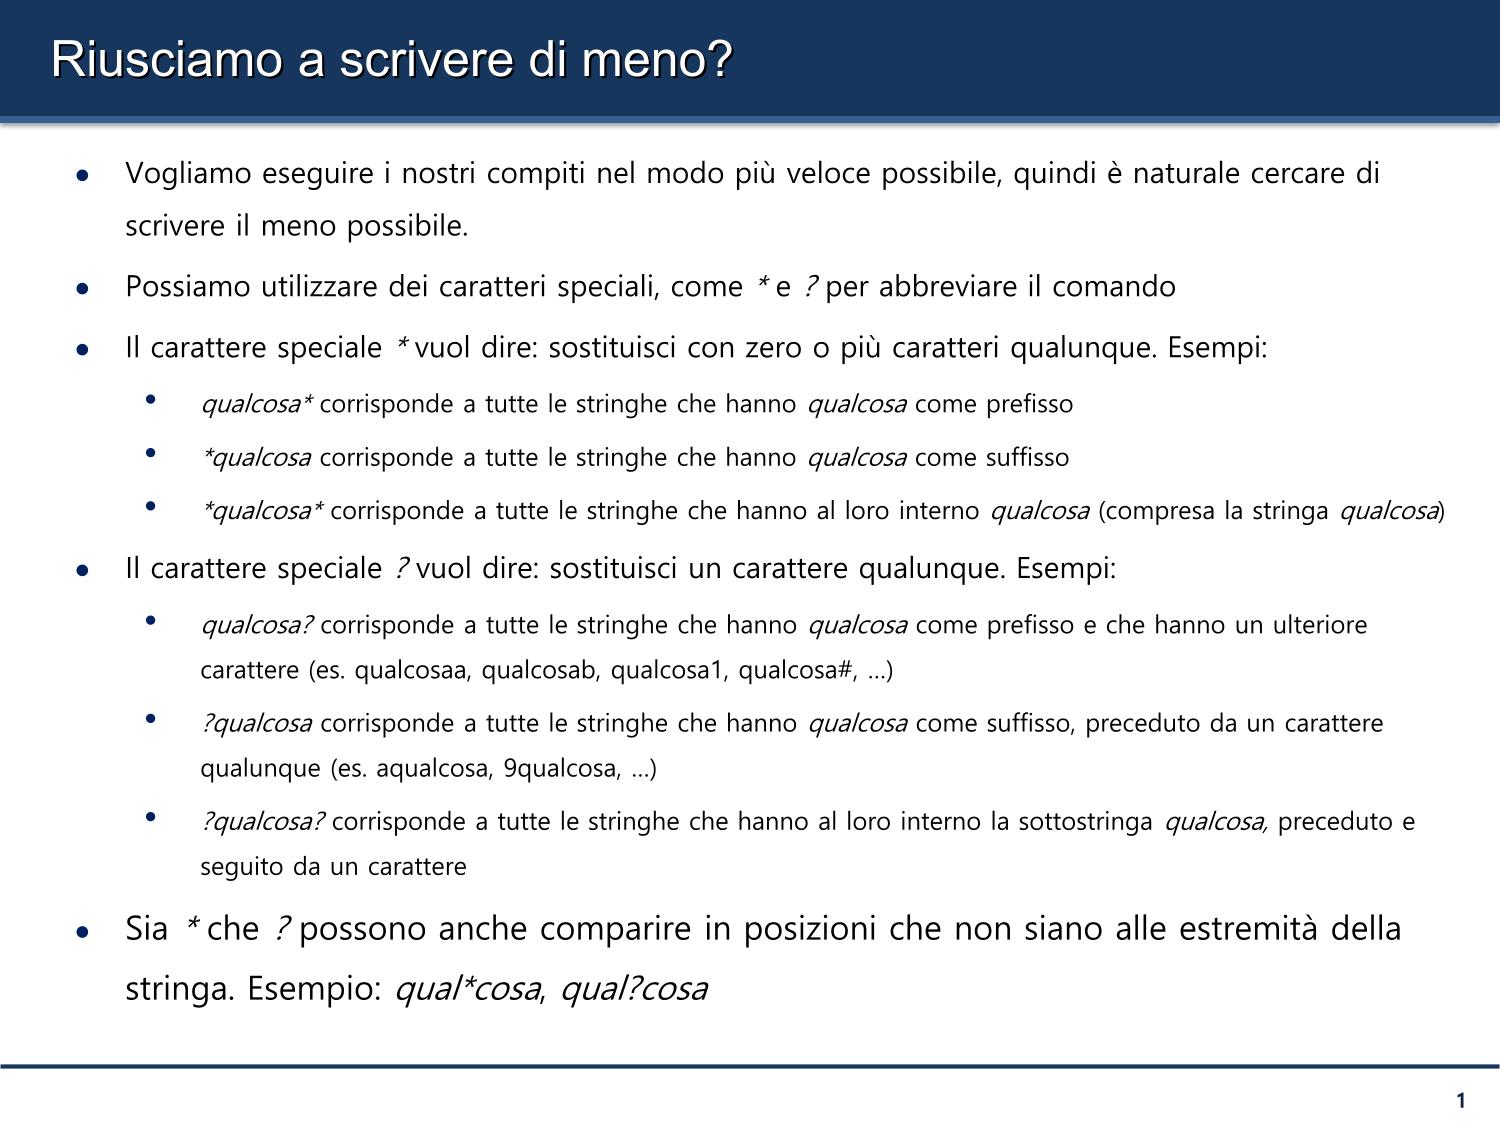 Riusciamo a scrivere di meno?
● Vogliamo eseguire i nostri compiti nel modo più veloce possibile, quindi è naturale cercare di
scrivere il meno possibile.
● Possiamo utilizzare dei caratteri speciali, come * e ? per abbreviare il comando
● Il carattere speciale * vuol dire: sostituisci con zero o più caratteri qualunque. Esempi:
• qualcosa* corrisponde a tutte le stringhe che hanno qualcosa come prefisso
• *qualcosa corrisponde a tutte le stringhe che hanno qualcosa come suffisso
• *qualcosa* corrisponde a tutte le stringhe che hanno al loro interno qualcosa (compresa la stringa qualcosa)
● Il carattere speciale ? vuol dire: sostituisci un carattere qualunque. Esempi:
• qualcosa? corrisponde a tutte le stringhe che hanno qualcosa come prefisso e che hanno un ulteriore
carattere (es. qualcosaa, qualcosab, qualcosa1, qualcosa#, …)
• ?qualcosa corrisponde a tutte le stringhe che hanno qualcosa come suffisso, preceduto da un carattere
qualunque (es. aqualcosa, 9qualcosa, …)
• ?qualcosa? corrisponde a tutte le stringhe che hanno al loro interno la sottostringa qualcosa, preceduto e
seguito da un carattere
● Sia * che ? possono anche comparire in posizioni che non siano alle estremità della
stringa. Esempio: qual*cosa, qual?cosa
1